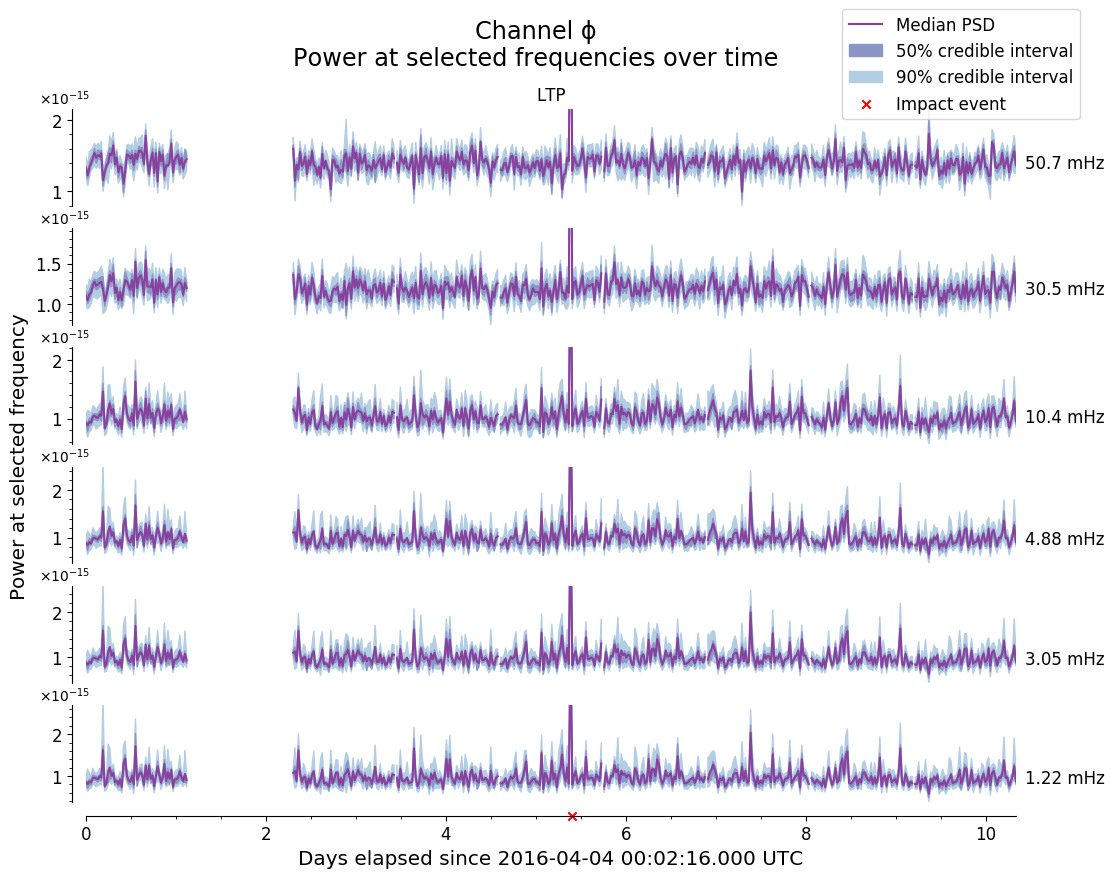 Channel ϕ
Power at selected frequencies over time
Median PSD
50% credible interval
90% credible interval
Impact event
LTP
×10⁻¹⁵
2
1
50.7 mHz
×10⁻¹⁵
1.5
1.0
30.5 mHz
×10⁻¹⁵
2
1
10.4 mHz
×10⁻¹⁵
2
1
4.88 mHz
×10⁻¹⁵
2
1
3.05 mHz
×10⁻¹⁵
2
1
1.22 mHz
Power at selected frequency
0 2 4 6 8 10
Days elapsed since 2016-04-04 00:02:16.000 UTC